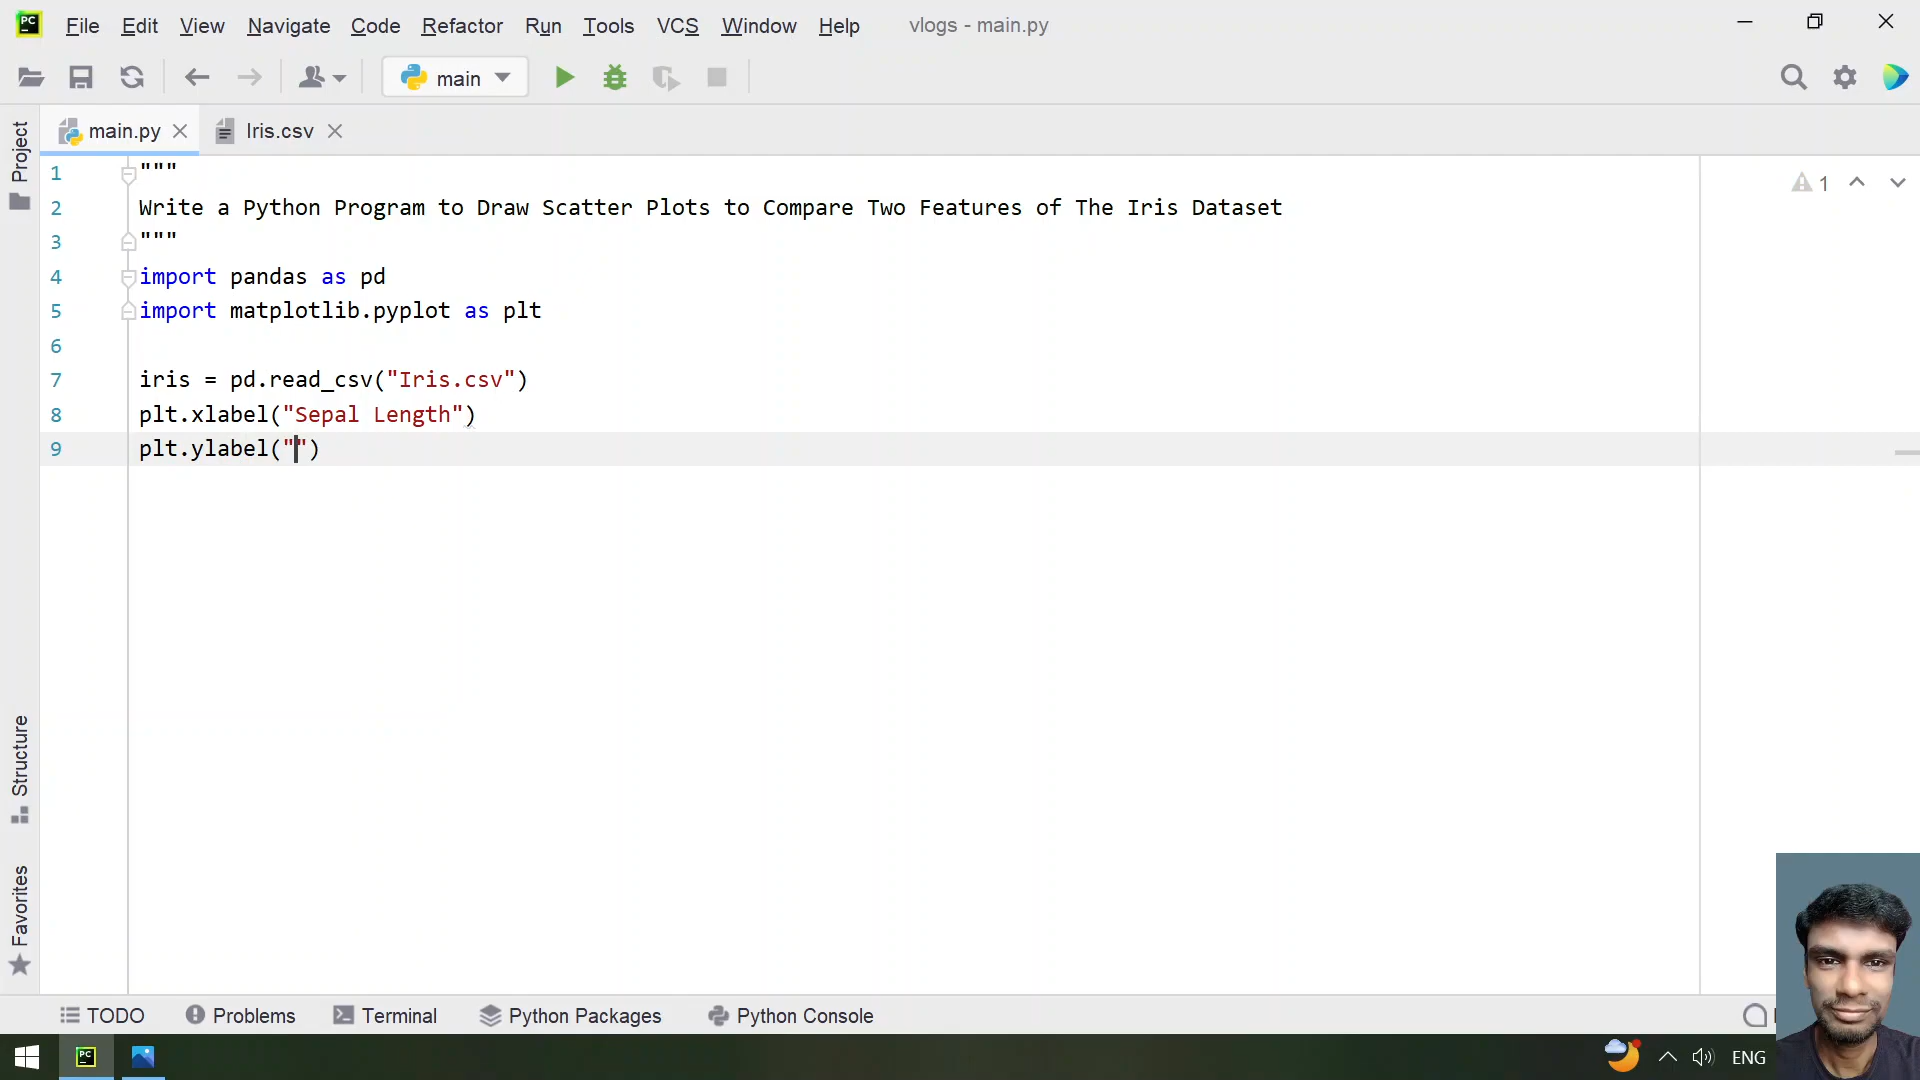 PC File Edit View Navigate Code Refactor Run Tools VCS Window Help vlogs - main.py
main
main.py Iris.csv
Project
1 """
2 Write a Python Program to Draw Scatter Plots to Compare Two Features of The Iris Dataset
3 """
4 import pandas as pd
5 import matplotlib.pyplot as plt
6
7 iris = pd.read_csv("Iris.csv")
8 plt.xlabel("Sepal Length")
9 plt.ylabel("")
1
Structure
Favorites
TODO Problems Terminal Python Packages Python Console
PC ENG